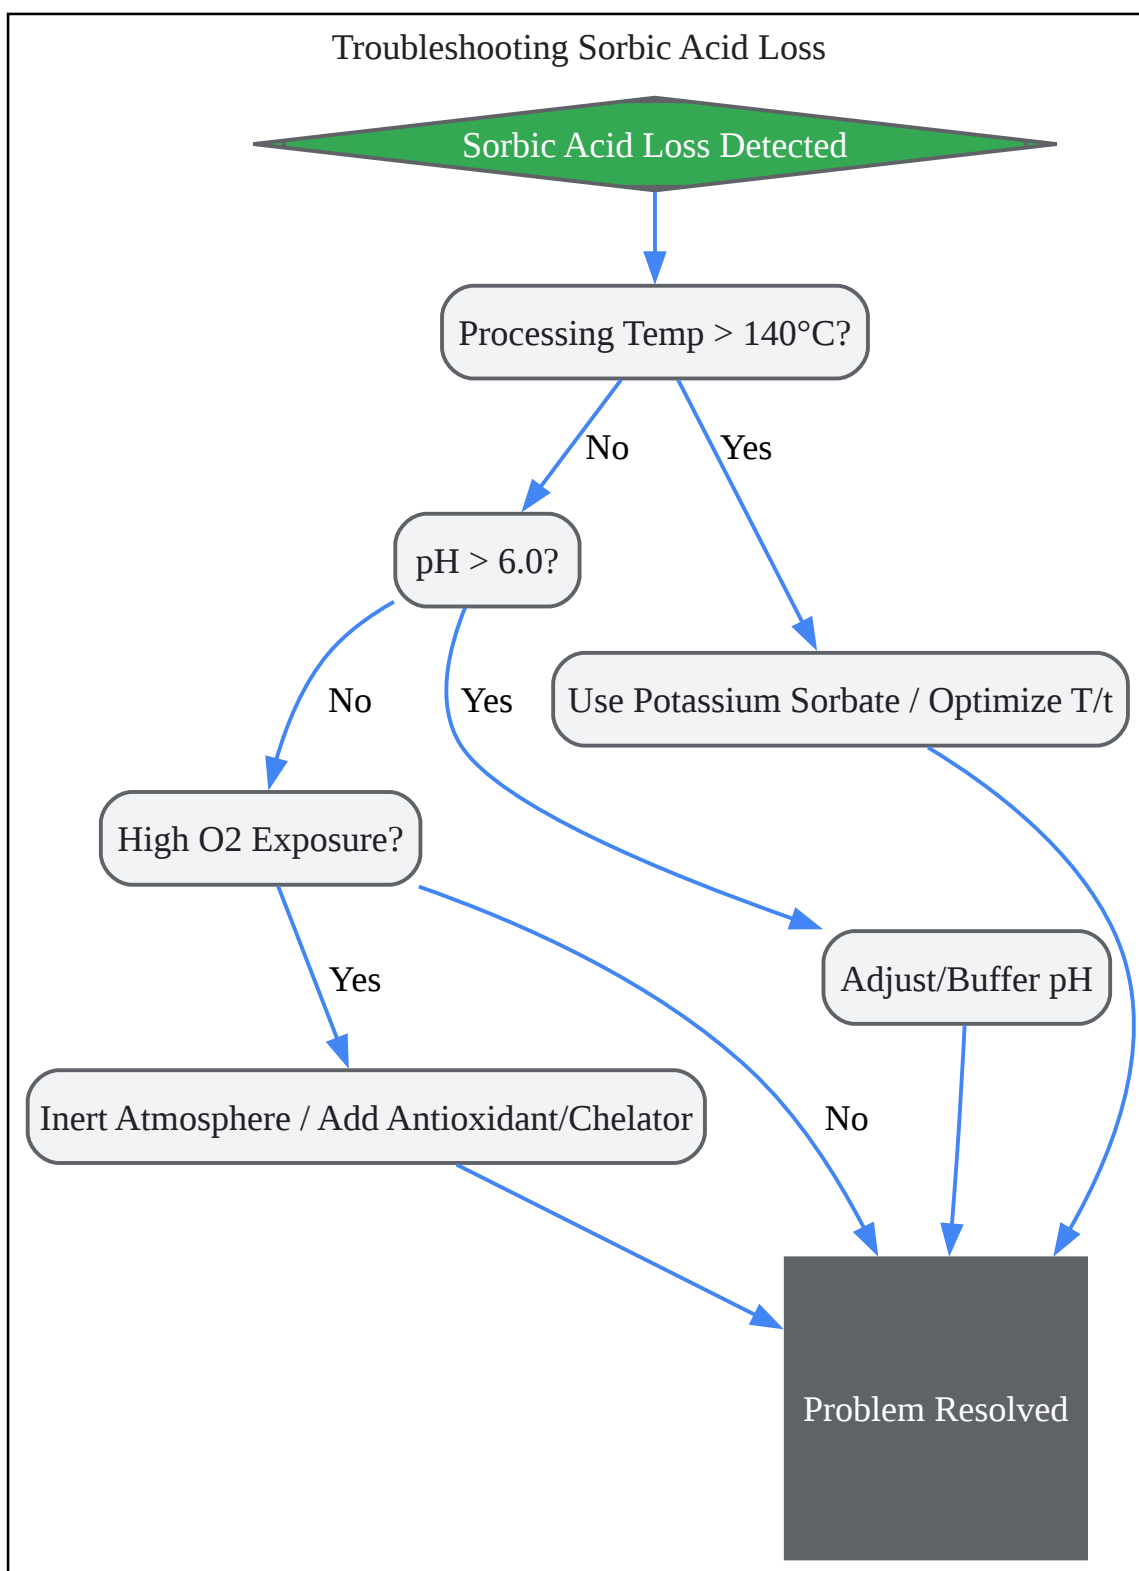 Troubleshooting Sorbic Acid Loss
Sorbic Acid Loss Detected
Processing Temp > 140°C?
No
Yes
pH > 6.0?
No
Yes
Use Potassium Sorbate / Optimize T/t
High O2 Exposure?
Yes
Adjust/Buffer pH
Inert Atmosphere / Add Antioxidant/Chelator
No
Problem Resolved